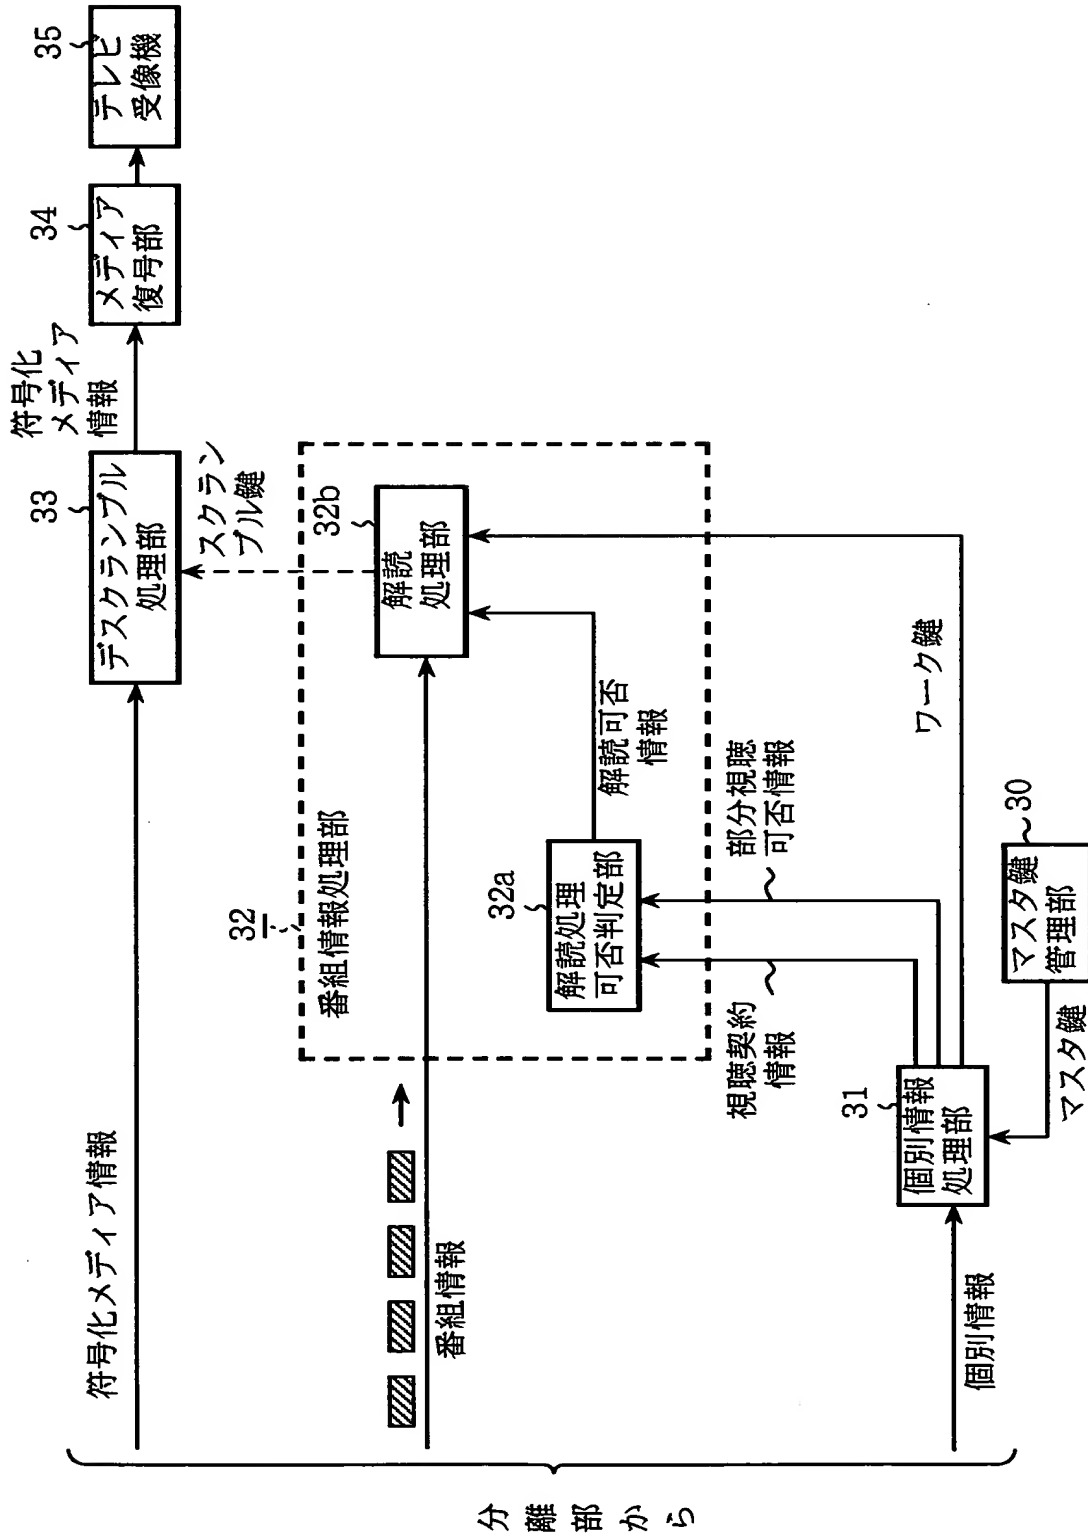 分離部から
符号化メディア情報
デスクランブル
処理部
33
符号化
メディア
情報
メディア
復号部
34
テレビ
受像機
35
番組情報
32
番組情報処理部
解読
処理部
32b
スクラン
ブル鍵
解読処理
可否判定部
32a
解読可否
情報
視聴契約
情報
部分視聴
可否情報
ワーク鍵
個別情報
個別情報
処理部
31
マスタ鍵
マスタ鍵
管理部
30